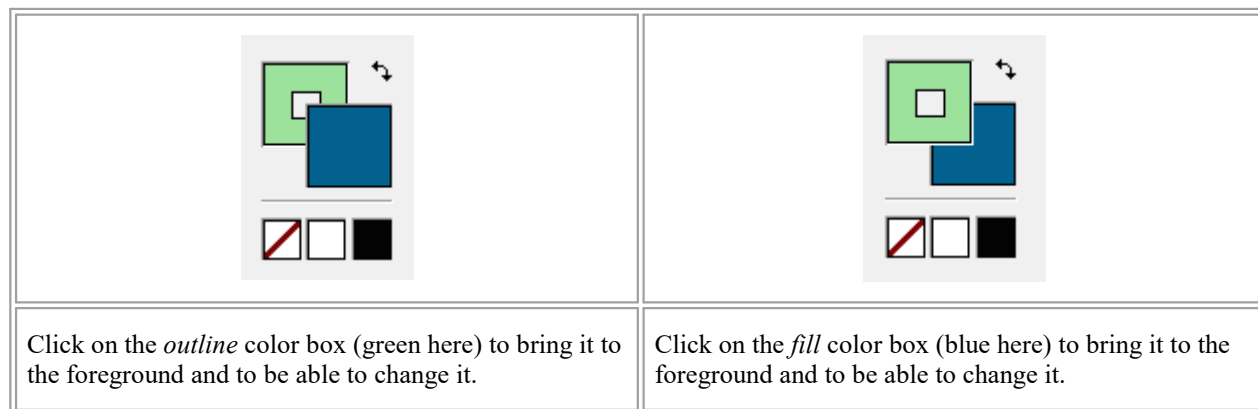 Click on the outline color box (green here) to bring it to
the foreground and to be able to change it.
Click on the fill color box (blue here) to bring it to the
foreground and to be able to change it.